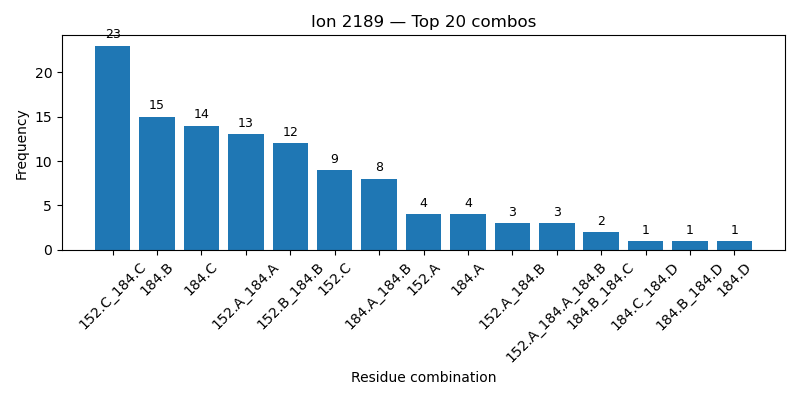 Ion 2189 — Top 20 combos
Frequency
20
15
10
5
0
23
15
14
13
12
9
8
4
4
3
3
2
1
1
1
152.C_184.C
184.B
184.C
152.A_184.A
152.B_184.B
152.C
184.A_184.B
152.A
184.A
152.A_184.B
152.A_184.A_184.B
184.B_184.C
184.C_184.D
184.B_184.D
184.D
Residue combination